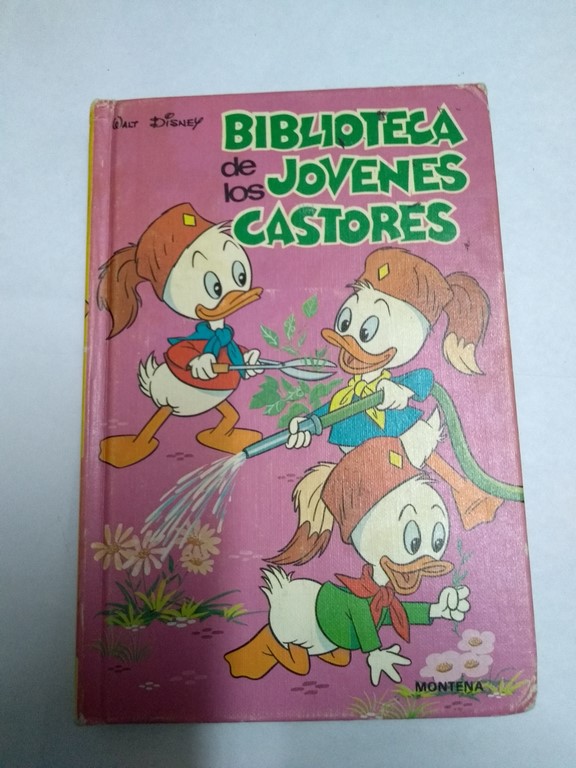 WALT DISNEY
BIBLIOTECA
de los JOVENES
CASTORES
MONTENA